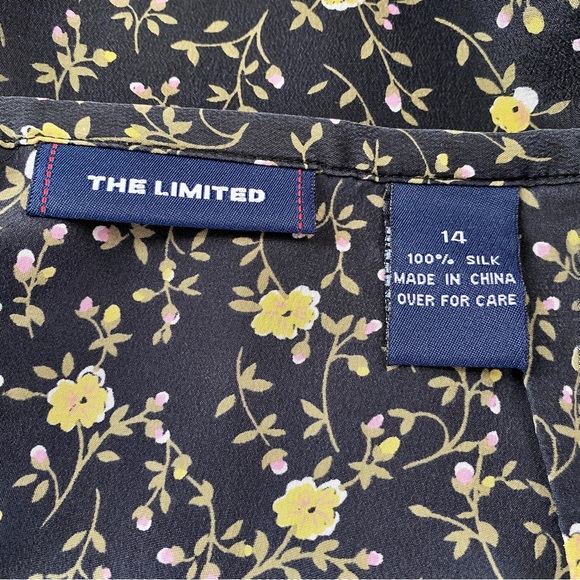 THE LIMITED
14
100% SILK
MADE IN CHINA
OVER FOR CARE